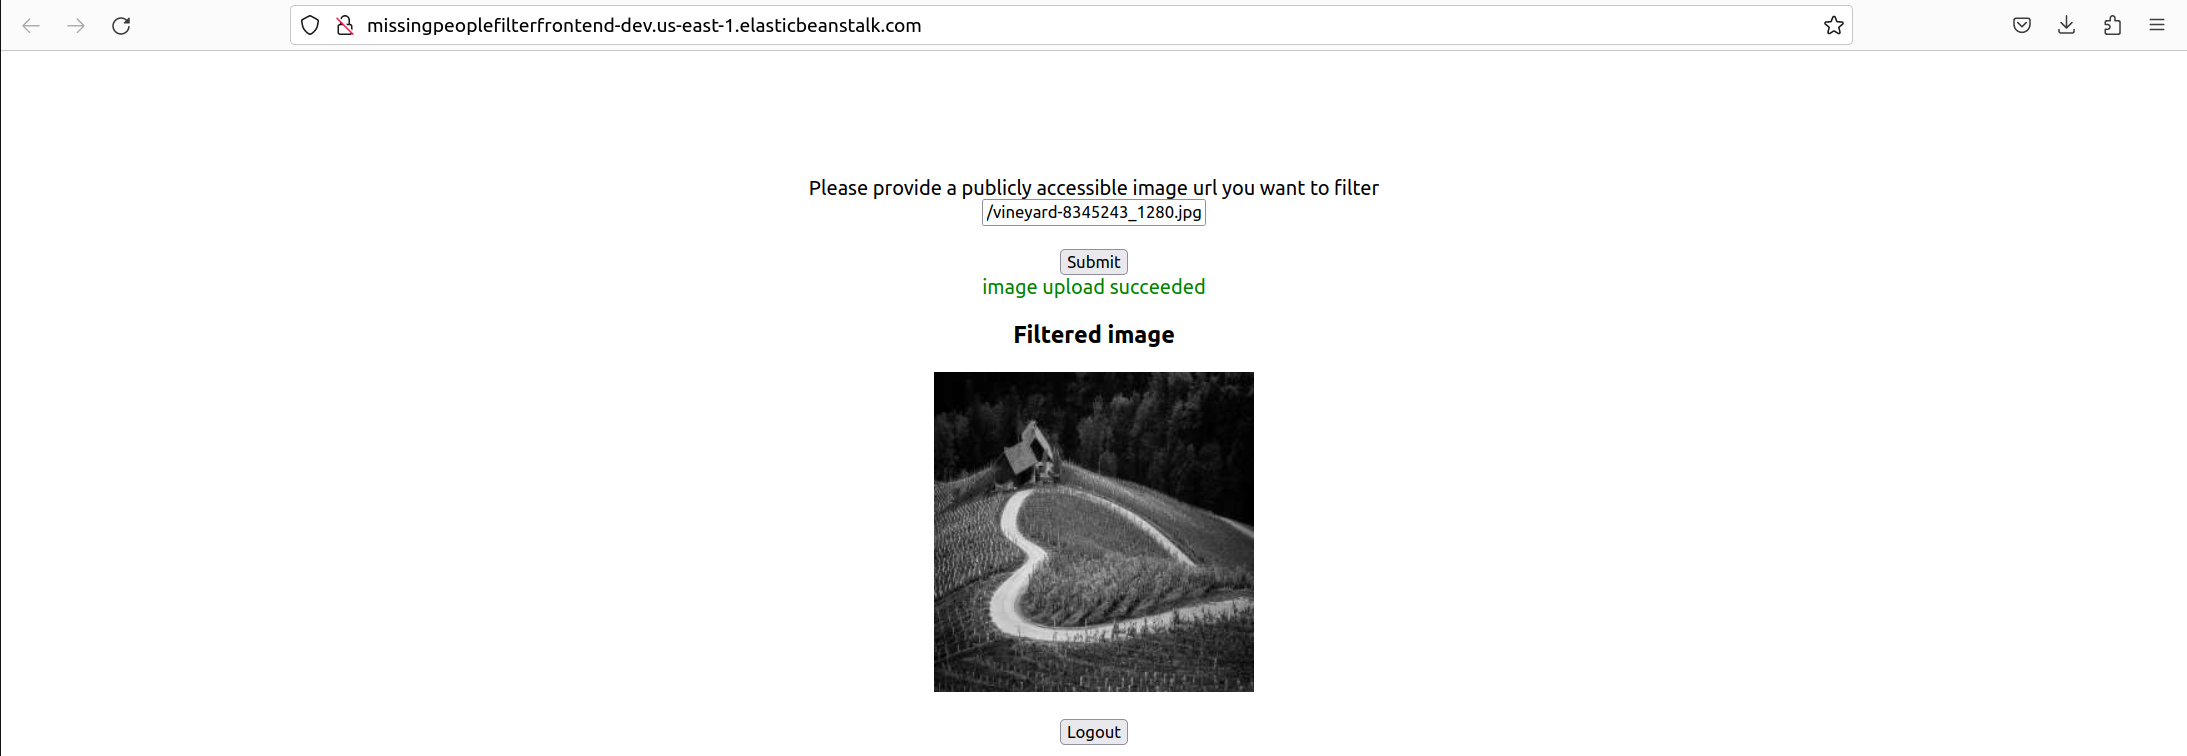 missingpeoplefilterfrontend-dev.us-east-1.elasticbeanstalk.com
Please provide a publicly accessible image url you want to filter
/vineyard-8345243_1280.jpg
Submit
image upload succeeded
Filtered image
Logout